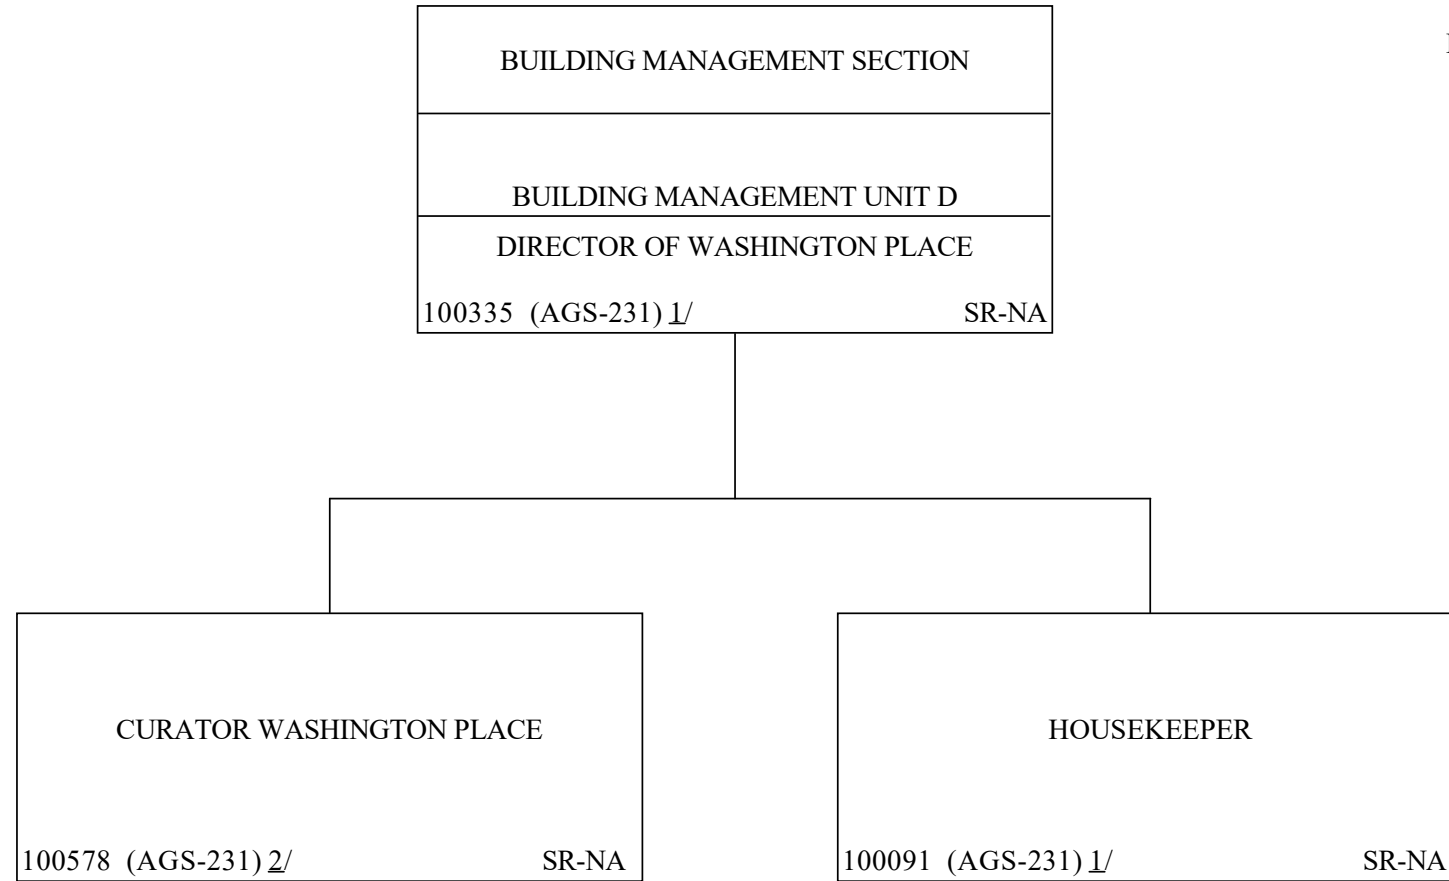 BUILDING MANAGEMENT SECTION
BUILDING MANAGEMENT UNIT D
DIRECTOR OF WASHINGTON PLACE
100335 (AGS-231) 1/ SR-NA
CURATOR WASHINGTON PLACE
100578 (AGS-231) 2/ SR-NA
HOUSEKEEPER
100091 (AGS-231) 1/ SR-NA